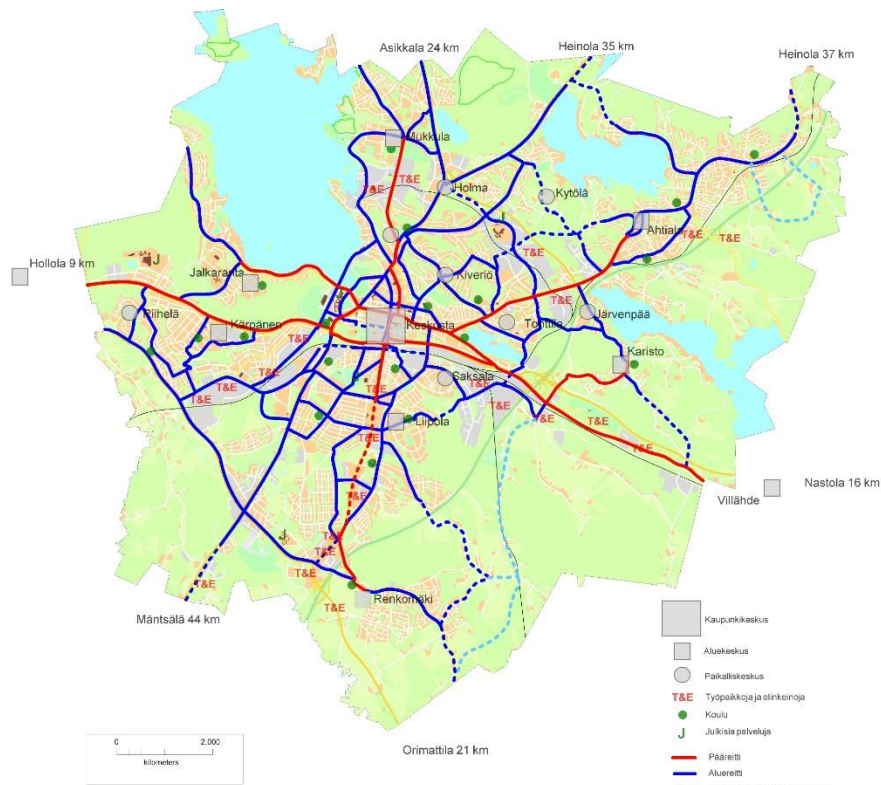 Asikkala 24 km
Heinola 35 km
Heinola 37 km
Mukkula
T&E
T&E
Holma
Kytölä
J
T&E
Ahtiala
T&E
T&E
Hollola 9 km
J
Jalkaranta
Kiveriö
T&E
Riihelä
Kärpänen
Keskusta
Tonttila
Järvenpää
T&E
Karisto
T&E
T&E
T&E
Saksala
T&E
T&E
T&E
T&E
Liipola
T&E
T&E
T&E
Nastola 16 km
Villähde
J
T&E
T&E
T&E
T&E
T&E
Renkomäki
T&E
Mäntsälä 44 km
Orimattila 21 km
0 2.000
kilometers
Kaupunkikeskus
Aluekeskus
Paikalliskeskus
T&E Työpaikkoja ja elinkeinoja
Koulu
J Julkisia palveluja
Pääreitti
Aluereitti